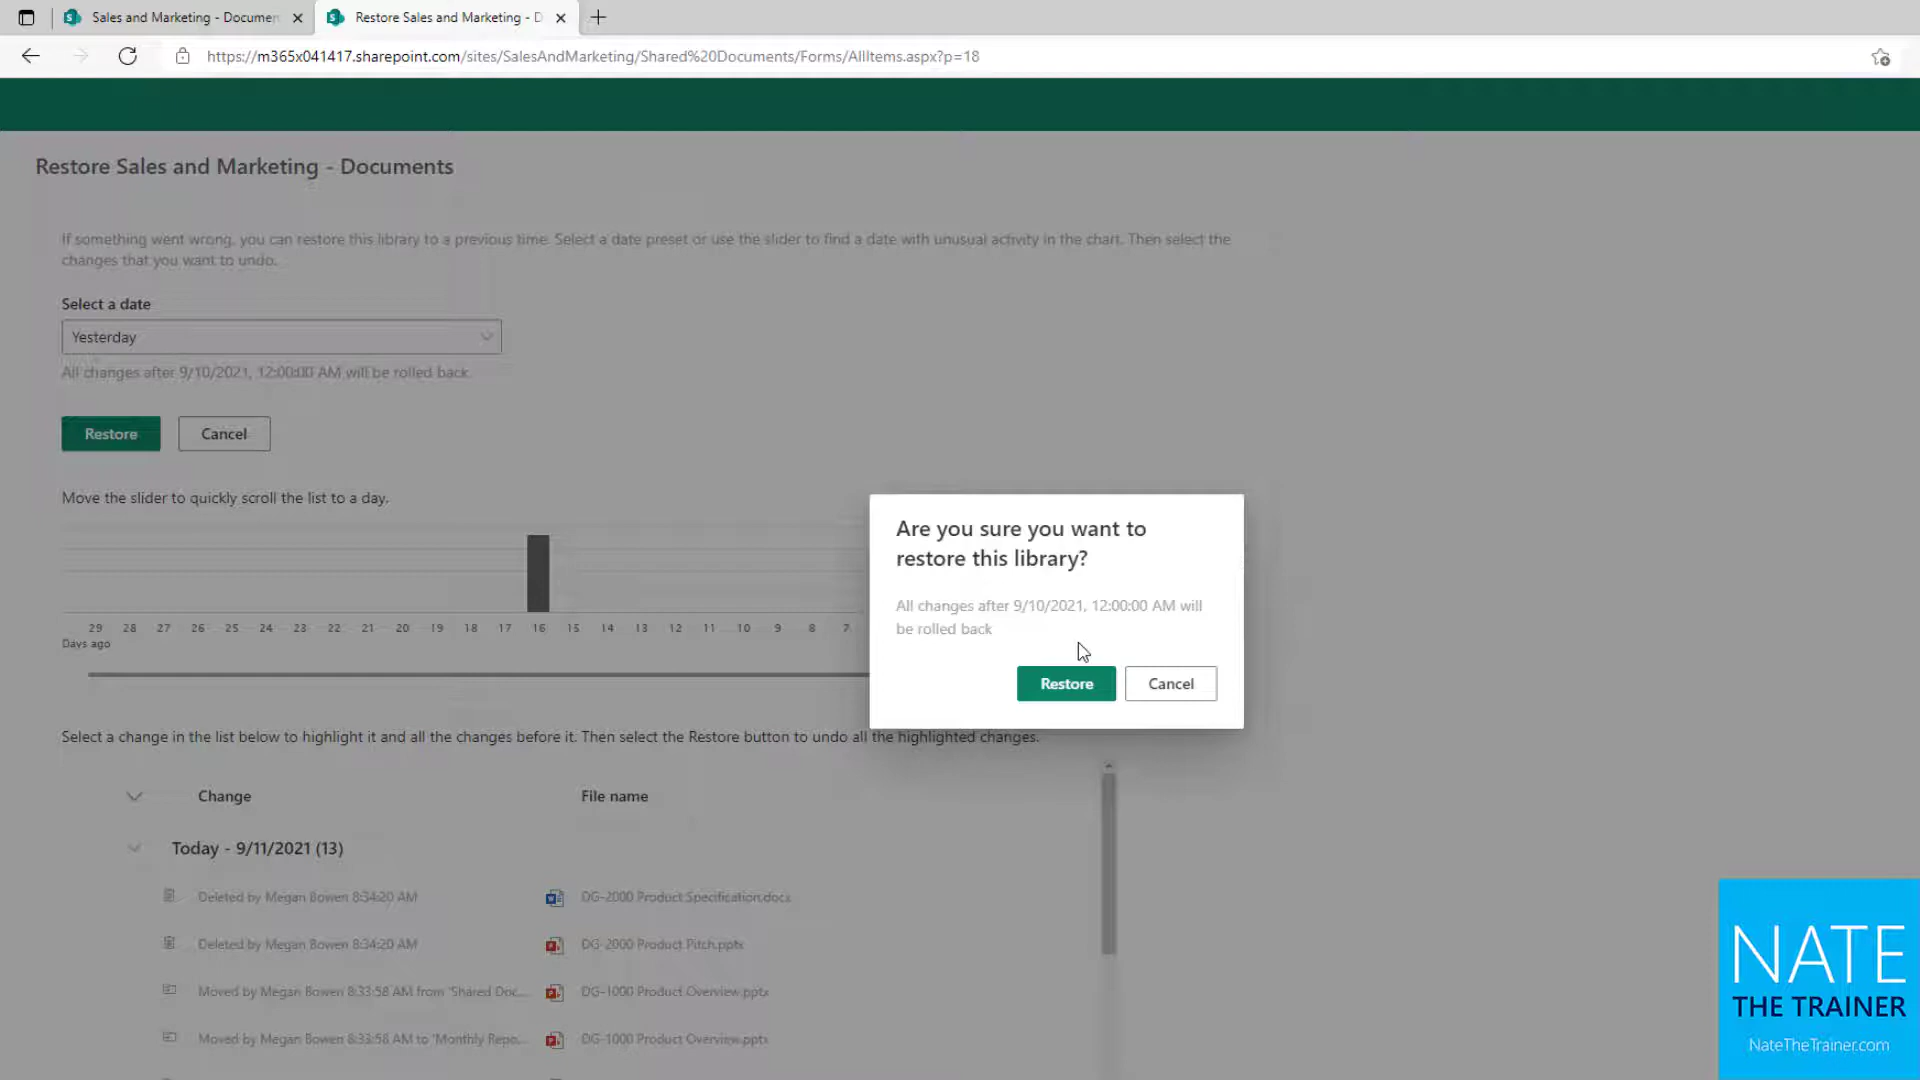 Sales and Marketing - Documen
Restore Sales and Marketing - D
https://m365x041417.sharepoint.com/sites/SalesAndMarketing/Shared%20Documents/Forms/AllItems.aspx?p=18
Restore Sales and Marketing - Documents
If something went wrong, you can restore this library to a previous time. Select a date preset or use the slider to find a date with unusual activity in the chart. Then select the
changes that you want to undo.
Select a date
Yesterday
All changes after 9/10/2021, 12:00:00 AM will be rolled back.
Restore
Cancel
Move the slider to quickly scroll the list to a day.
29 28 27 26 25 24 23 22 21 20 19 18 17 16 15 14 13 12 11 10 9 8 7
Days ago
Are you sure you want to
restore this library?
All changes after 9/10/2021, 12:00:00 AM will
be rolled back
Restore
Cancel
Select a change in the list below to highlight it and all the changes before it. Then select the Restore button to undo all the highlighted changes.
Change
File name
Today - 9/11/2021 (13)
Deleted by Megan Bowen 8:34:20 AM
DG-2000 Product Specification.docx
Deleted by Megan Bowen 8:34:20 AM
DG-2000 Product Pitch.pptx
Moved by Megan Bowen 8:33:58 AM from 'Shared Doc...
DG-1000 Product Overview.pptx
Moved by Megan Bowen 8:33:58 AM to 'Monthly Repo...
DG-1000 Product Overview.pptx
NATE
THE TRAINER
NateTheTrainer.com